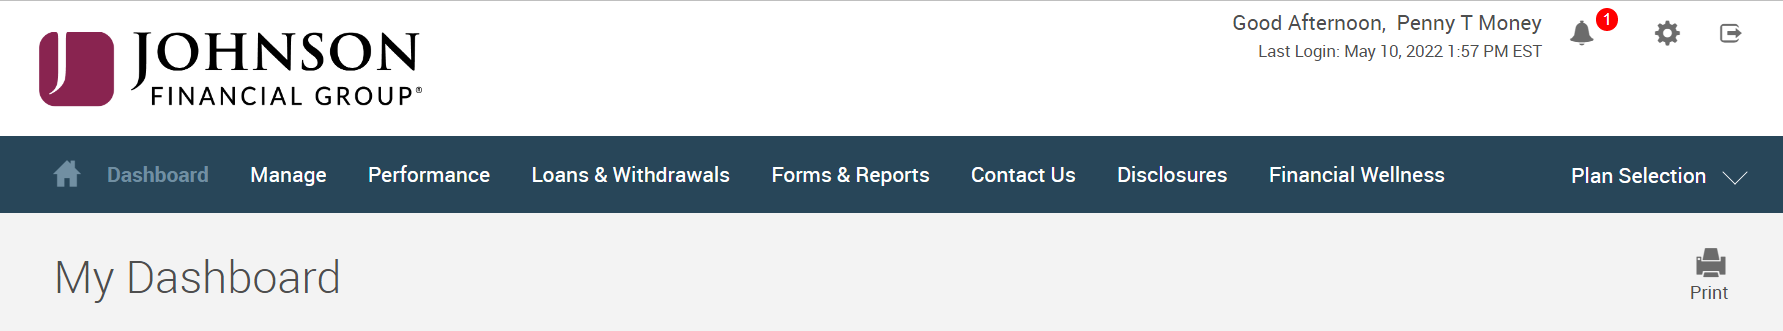 Good Afternoon,  Penny T Money
1
Last Login: May 10, 2022 1:57 PM EST
J JOHNSON
FINANCIAL GROUP®
Dashboard Manage Performance Loans & Withdrawals Forms & Reports Contact Us Disclosures Financial Wellness Plan Selection
My Dashboard
Print